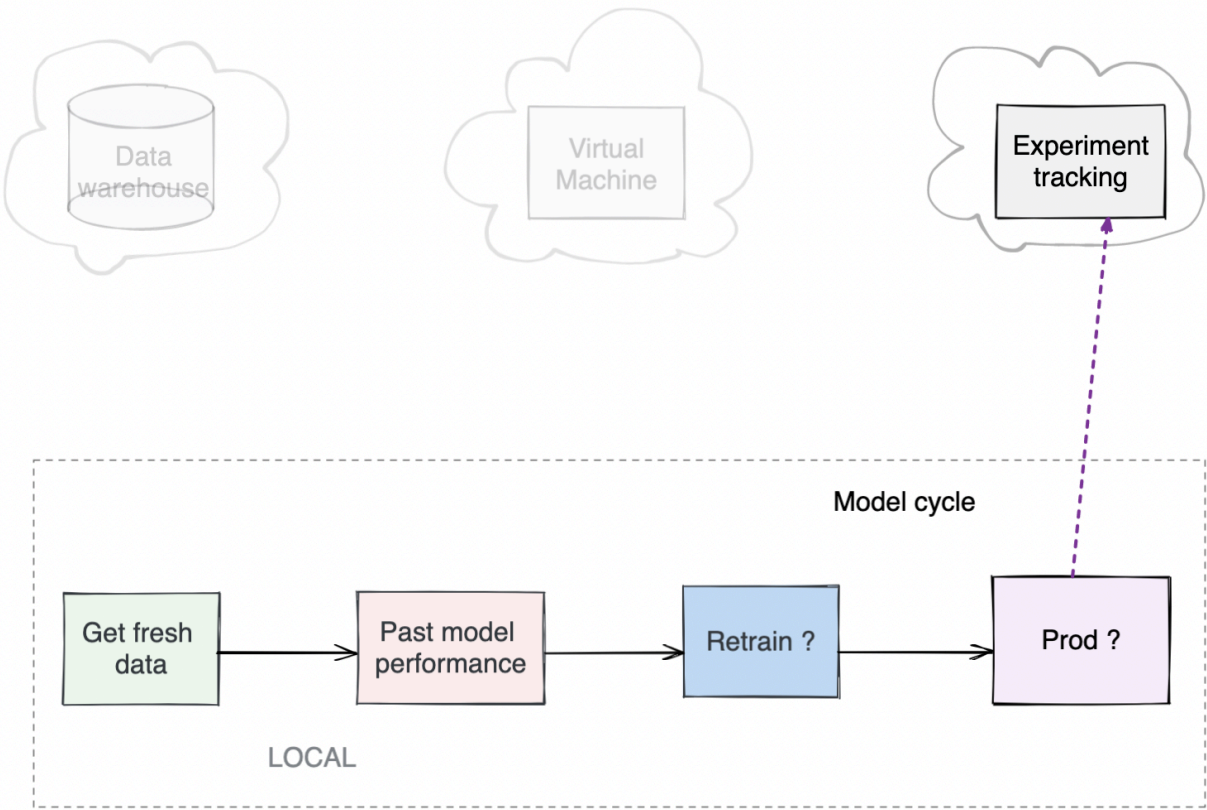 Data
warehouse
Virtual
Machine
Experiment
tracking
Model cycle
Get fresh
data
Past model
performance
Retrain ?
Prod ?
LOCAL